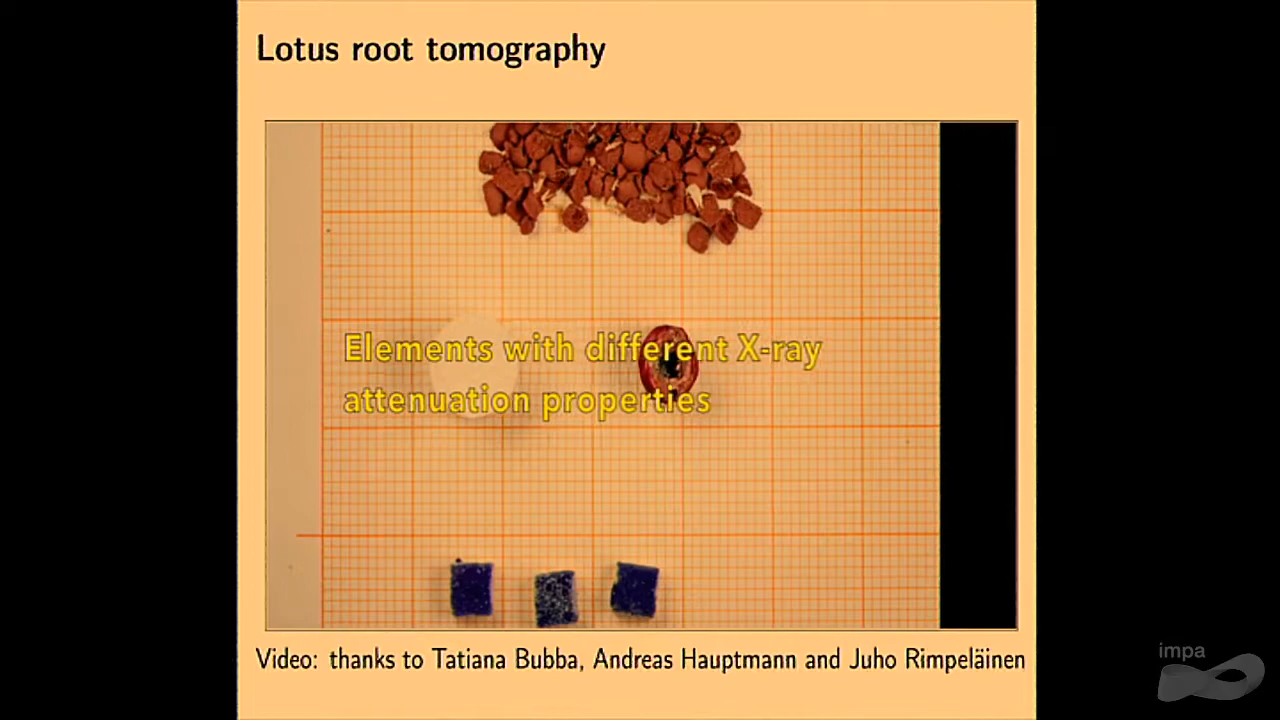 Lotus root tomography
Elements with different X-ray
attenuation properties
Video: thanks to Tatiana Bubba, Andreas Hauptmann and Juho Rimpeläinen
impa